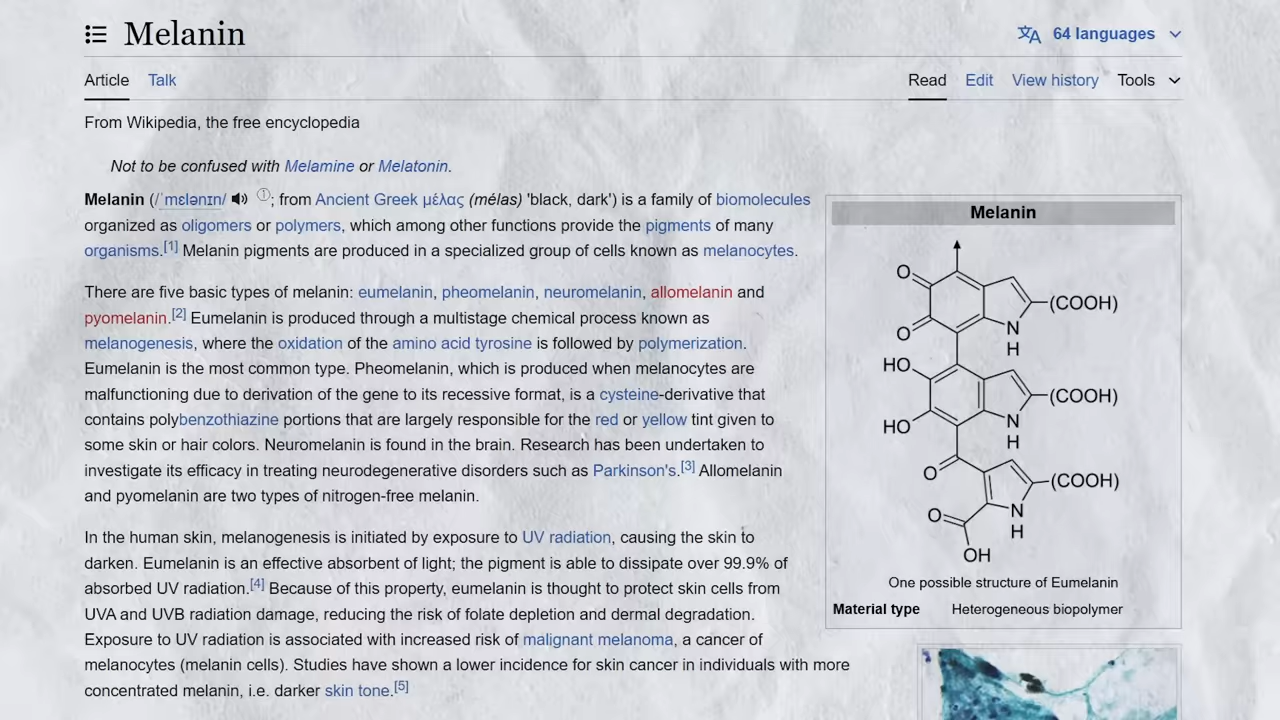 Melanin
64 languages
Article Talk
Read Edit View history Tools
From Wikipedia, the free encyclopedia
Not to be confused with Melamine or Melatonin.
Melanin (/ˈmɛlənɪn/ ⓘ; from Ancient Greek μέλας (mélas) 'black, dark') is a family of biomolecules
organized as oligomers or polymers, which among other functions provide the pigments of many
organisms.[1] Melanin pigments are produced in a specialized group of cells known as melanocytes.
There are five basic types of melanin: eumelanin, pheomelanin, neuromelanin, allomelanin and
pyomelanin.[2] Eumelanin is produced through a multistage chemical process known as
melanogenesis, where the oxidation of the amino acid tyrosine is followed by polymerization.
Eumelanin is the most common type. Pheomelanin, which is produced when melanocytes are
malfunctioning due to derivation of the gene to its recessive format, is a cysteine-derivative that
contains polybenzothiazine portions that are largely responsible for the red or yellow tint given to
some skin or hair colors. Neuromelanin is found in the brain. Research has been undertaken to
investigate its efficacy in treating neurodegenerative disorders such as Parkinson's.[3] Allomelanin
and pyomelanin are two types of nitrogen-free melanin.
In the human skin, melanogenesis is initiated by exposure to UV radiation, causing the skin to
darken. Eumelanin is an effective absorbent of light; the pigment is able to dissipate over 99.9% of
absorbed UV radiation.[4] Because of this property, eumelanin is thought to protect skin cells from
UVA and UVB radiation damage, reducing the risk of folate depletion and dermal degradation.
Exposure to UV radiation is associated with increased risk of malignant melanoma, a cancer of
melanocytes (melanin cells). Studies have shown a lower incidence for skin cancer in individuals with more
concentrated melanin, i.e. darker skin tone.[5]
Melanin
O
(COOH)
O
N
H
HO
(COOH)
HO
N
H
O
(COOH)
O
N
H
OH
One possible structure of Eumelanin
Material type Heterogeneous biopolymer